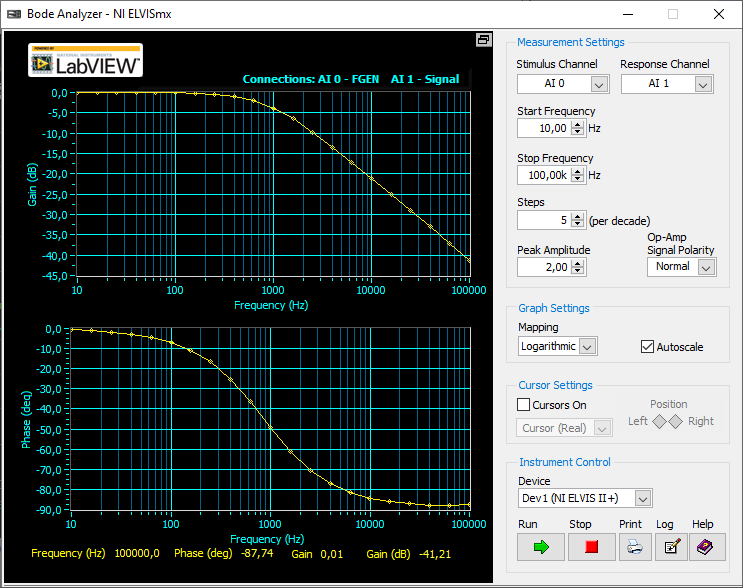 Bode Analyzer - NI ELVISmx
POWERED BY
NATIONAL INSTRUMENTS
LabVIEW™
Connections: AI 0 - FGEN AI 1 - Signal
Gain (dB)
0,0
-5,0
-10,0
-15,0
-20,0
-25,0
-30,0
-35,0
-40,0
-45,0
10 100 1000 10000 100000
Frequency (Hz)
Phase (deq)
0,0
-10,0
-20,0
-30,0
-40,0
-50,0
-60,0
-70,0
-80,0
-90,0
10 100 1000 10000 100000
Frequency (Hz)
Frequency (Hz) 100000,0 Phase (deg) -87,74 Gain 0,01 Gain (dB) -41,21
Measurement Settings
Stimulus Channel Response Channel
AI 0 AI 1
Start Frequency
10,00 Hz
Stop Frequency
100,00k Hz
Steps
5 (per decade)
Op-Amp
Peak Amplitude Signal Polarity
2,00 Normal
Graph Settings
Mapping
Logarithmic Autoscale
Cursor Settings
Cursors On Position
Cursor (Real) Left Right
Instrument Control
Device
Dev1 (NI ELVIS II+)
Run Stop Print Log Help